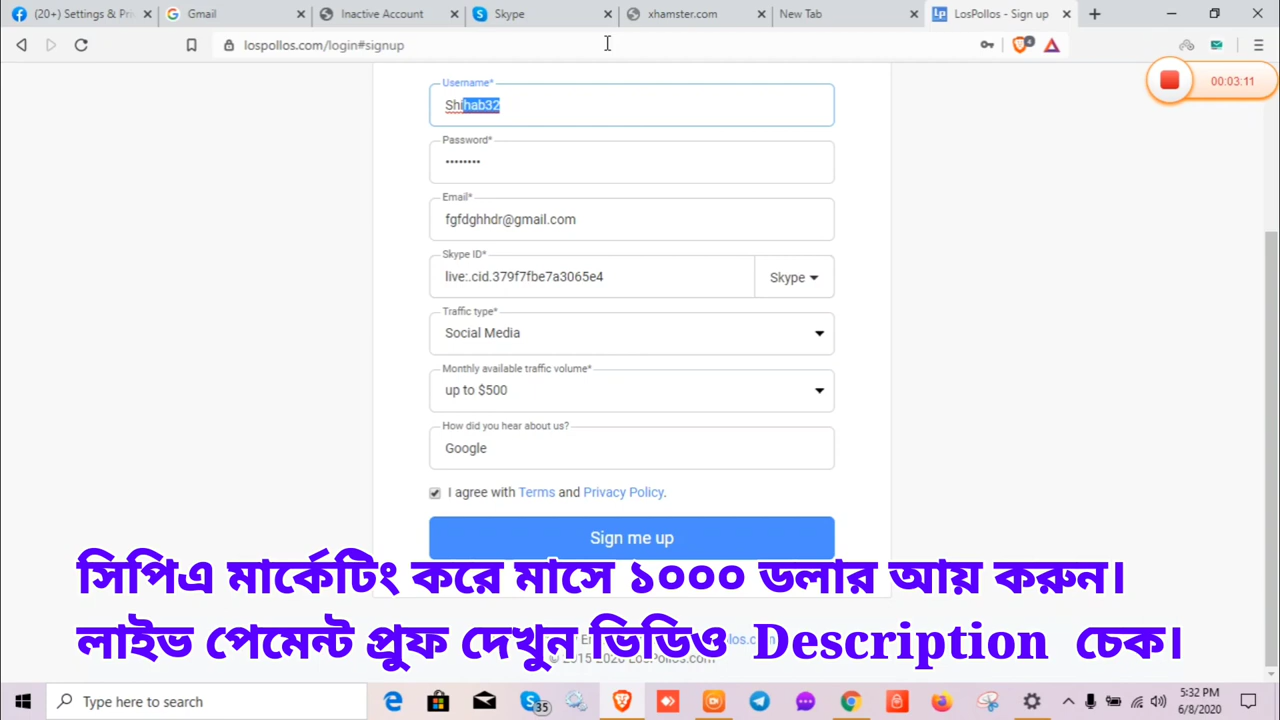 (20+) Settings & Pri
Gmail
Inactive Account
Skype
xhamster.com
New Tab
LosPollos - Sign up
lospollos.com/login#signup
00:03:11
Username*
Shihab32
Password*
••••••••
Email*
fgfdghhdr@gmail.com
Skype ID*
live:.cid.379f7fbe7a3065e4
Skype
Traffic type*
Social Media
Monthly available traffic volume*
up to $500
How did you hear about us?
Google
I agree with Terms and Privacy Policy.
Sign me up
সিপিএ মার্কেটিং করে মাসে ১০০০ ডলার আয় করুন।
লাইভ পেমেন্ট প্রুফ দেখুন ভিডিও Description চেক।
Type here to search
35
5:32 PM
6/8/2020